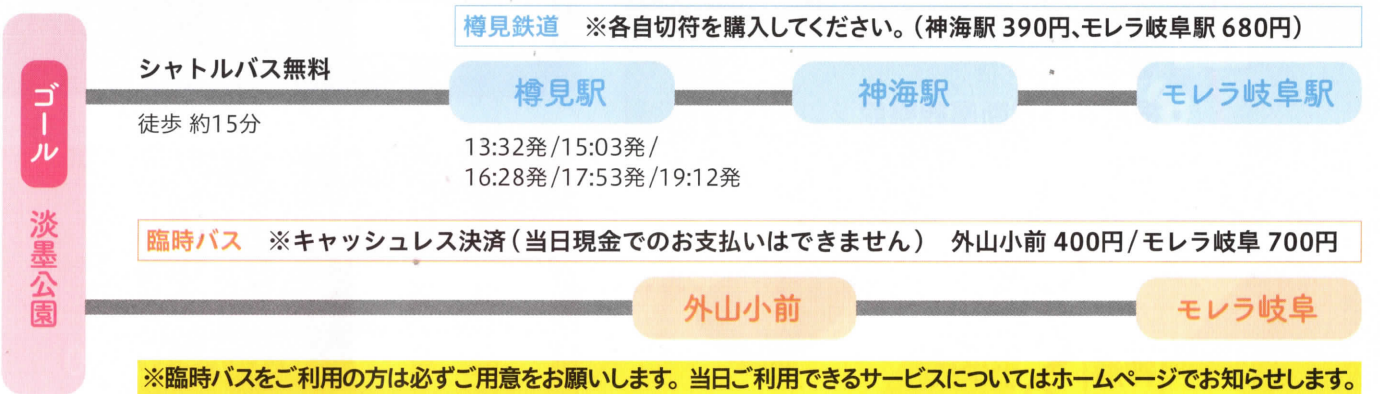 樽見鉄道 ※各自切符を購入してください。(神海駅 390円、モレラ岐阜駅 680円)
ゴール
淡墨公園
シャトルバス無料
徒歩 約15分
樽見駅
神海駅
モレラ岐阜駅
13:32発/15:03発/
16:28発/17:53発/19:12発
臨時バス ※キャッシュレス決済(当日現金でのお支払いはできません) 外山小前 400円/モレラ岐阜 700円
外山小前
モレラ岐阜
※臨時バスをご利用の方は必ずご用意をお願いします。当日ご利用できるサービスについてはホームページでお知らせします。